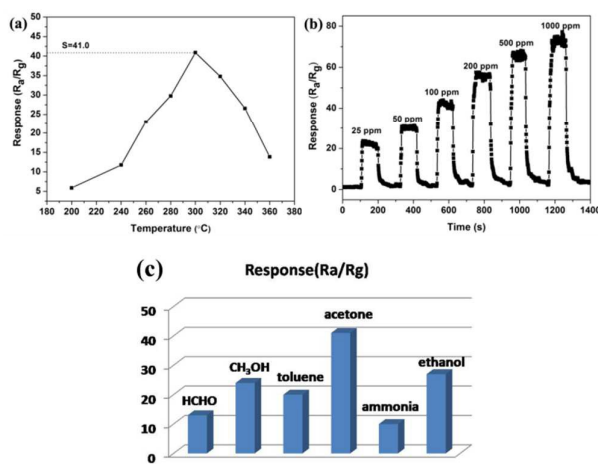 (a)
S=41.0
Response (Ra/Rg)
50
45
40
35
30
25
20
15
10
5
180 200 220 240 260 280 300 320 340 360 380
Temperature (°C)
(b)
Response (Ra/Rg)
80
60
40
20
0
25 ppm
50 ppm
100 ppm
200 ppm
500 ppm
1000 ppm
0 200 400 600 800 1000 1200 1400
Time (s)
(c)
Response(Ra/Rg)
50
40
30
20
10
0
HCHO
CH₃OH
toluene
acetone
ammonia
ethanol